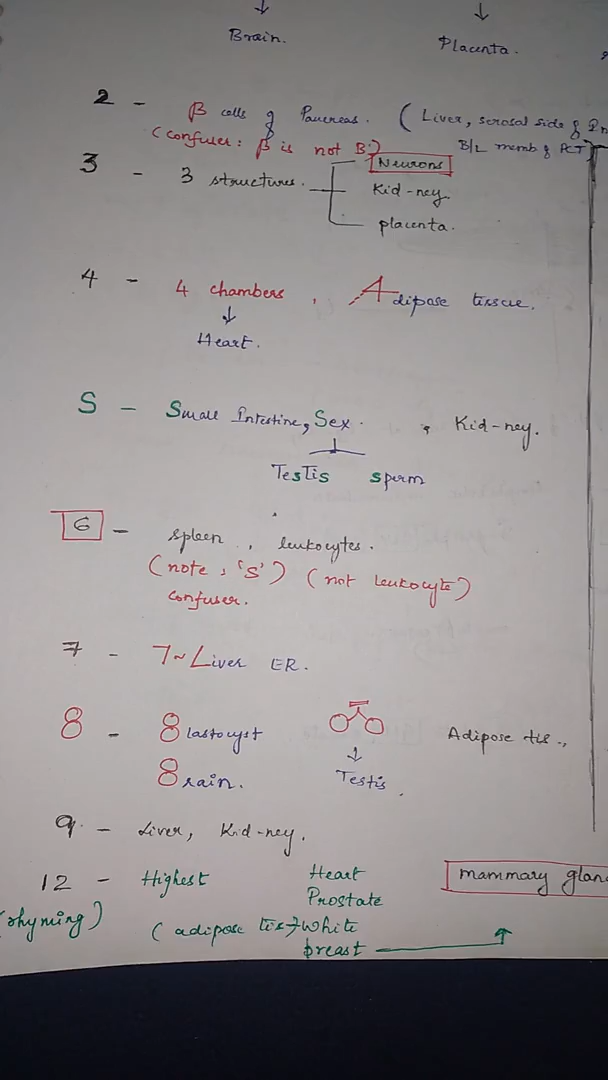 ↓ ↓
Brain. Placenta.
2 - β cells of Pancreas. (Liver, serosal side of
(Confuser: β is not B.) B/L memb of PCT)
3 - 3 structures. Neurons
Kid-ney.
placenta.
4 - 4 chambers, Adipose tissue.
↓
Heart.
5 - Small Intestine, Sex. , Kid-ney.
Testis sperm
6 - spleen, leukocytes.
(note, 'S') (not leukocyte)
Confuser.
7 - 7~Liver ER.
8 - 8lastocyst Adipose tis.,
8rain. ↓
Testis.
9 - Liver, Kid-ney.
12 - Highest Heart mammary gland
(rhyming) Prostate
(adipose tis→white
breast